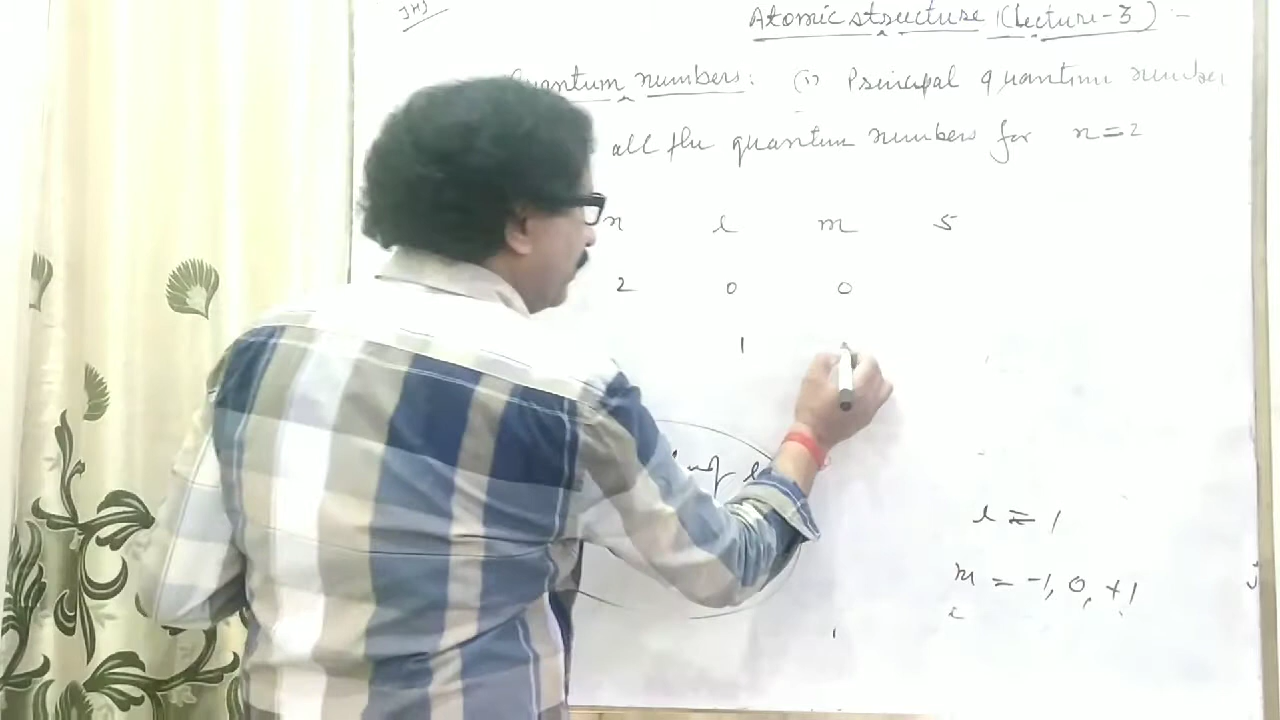 Atomic structure (Lecture-3) :-
Quantum numbers: (i) Principal quantum number
all the quantum numbers for n=2
n l m s
2 0 0
1
l = 1
m = -1, 0, +1